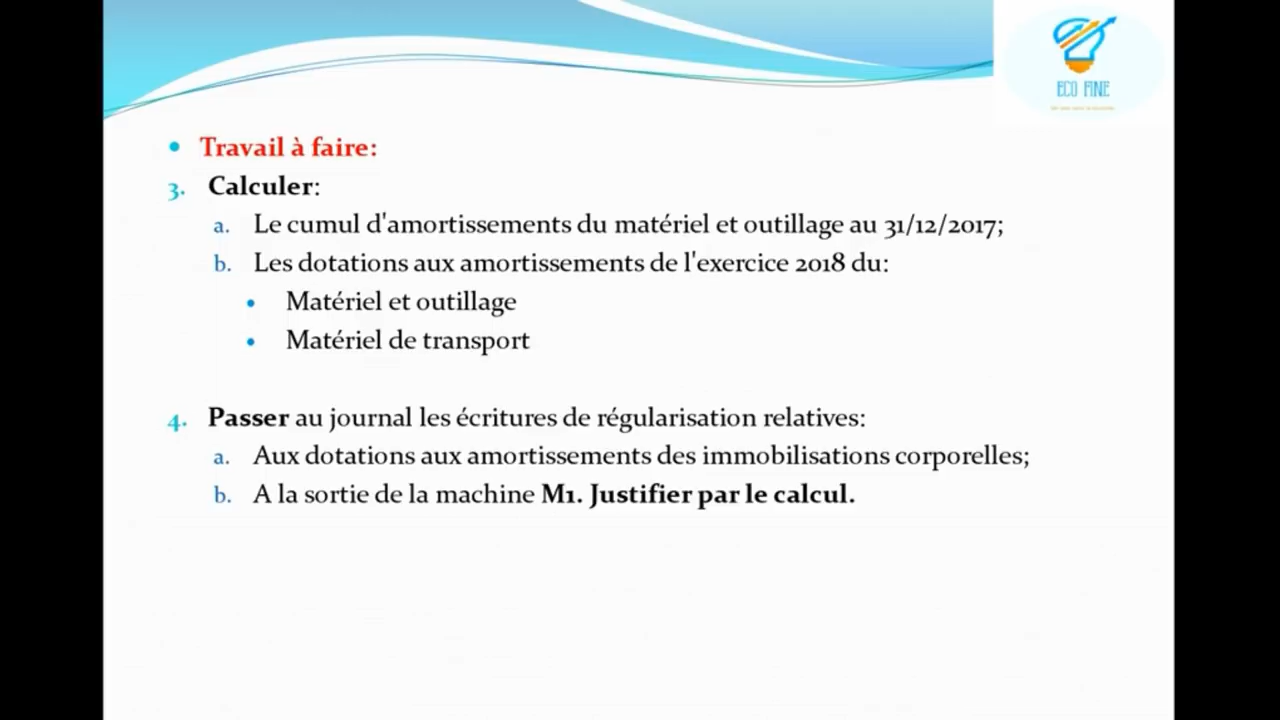 ECO FINE
• Travail à faire:
3. Calculer:
a. Le cumul d'amortissements du matériel et outillage au 31/12/2017;
b. Les dotations aux amortissements de l'exercice 2018 du:
• Matériel et outillage
• Matériel de transport
4. Passer au journal les écritures de régularisation relatives:
a. Aux dotations aux amortissements des immobilisations corporelles;
b. A la sortie de la machine M1. Justifier par le calcul.